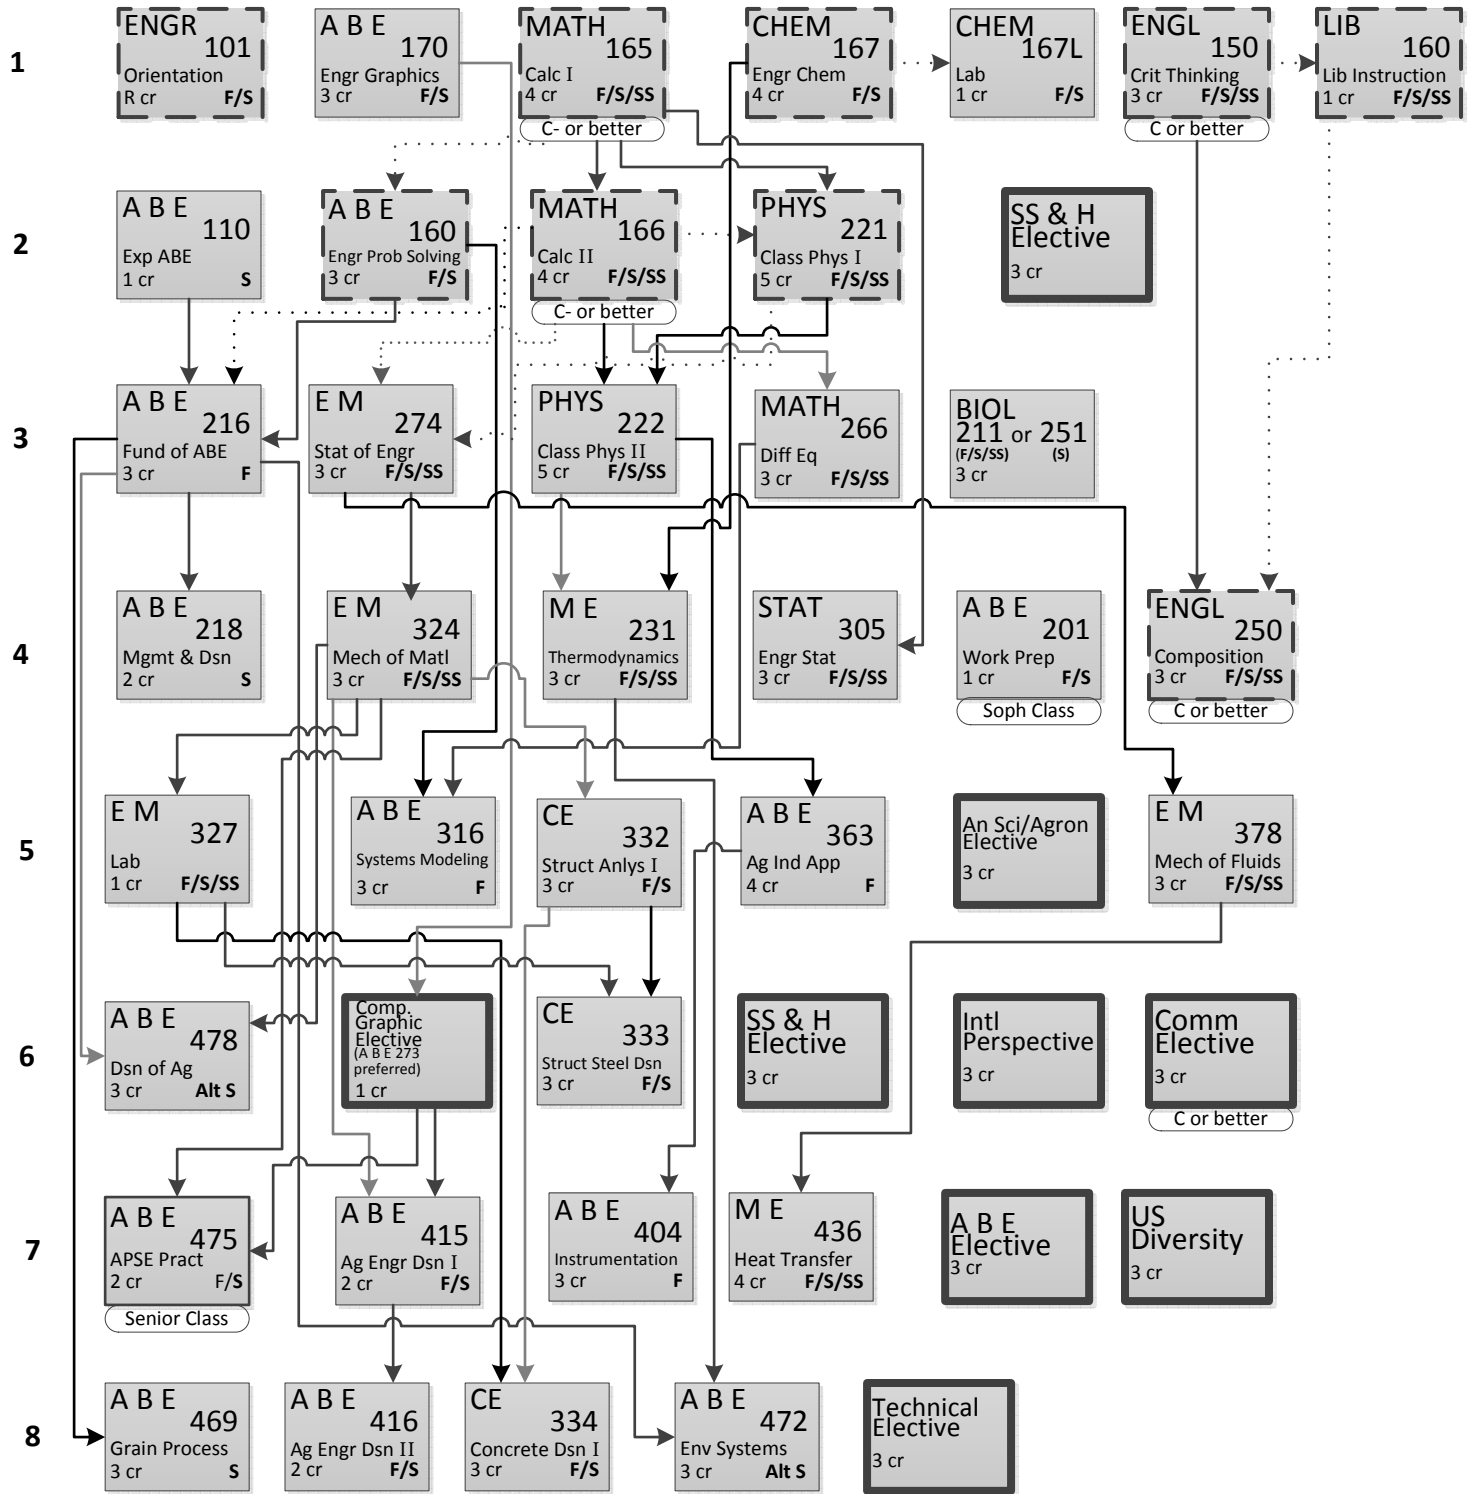 1
ENGR
101
Orientation
R cr F/S
A B E
170
Engr Graphics
3 cr F/S
MATH
165
Calc I
4 cr F/S/SS
C- or better
CHEM
167
Engr Chem
4 cr F/S
CHEM
167L
Lab
1 cr F/S
ENGL
150
Crit Thinking
3 cr F/S/SS
C or better
LIB
160
Lib Instruction
1 cr F/S/SS
2
A B E
110
Exp ABE
1 cr S
A B E
160
Engr Prob Solving
3 cr F/S
MATH
166
Calc II
4 cr F/S/SS
C- or better
PHYS
221
Class Phys I
5 cr F/S/SS
SS & H
Elective
3 cr
3
A B E
216
Fund of ABE
3 cr F
E M
274
Stat of Engr
3 cr F/S/SS
PHYS
222
Class Phys II
5 cr F/S/SS
MATH
266
Diff Eq
3 cr F/S/SS
BIOL
211 or 251
(F/S/SS) (S)
3 cr
4
A B E
218
Mgmt & Dsn
2 cr S
E M
324
Mech of Matl
3 cr F/S/SS
M E
231
Thermodynamics
3 cr F/S/SS
STAT
305
Engr Stat
3 cr F/S/SS
A B E
201
Work Prep
1 cr F/S
Soph Class
ENGL
250
Composition
3 cr F/S/SS
C or better
5
E M
327
Lab
1 cr F/S/SS
A B E
316
Systems Modeling
3 cr F
CE
332
Struct Anlys I
3 cr F/S
A B E
363
Ag Ind App
4 cr F
An Sci/Agron
Elective
3 cr
E M
378
Mech of Fluids
3 cr F/S/SS
6
A B E
478
Dsn of Ag
3 cr Alt S
Comp.
Graphic
Elective
(A B E 273
preferred)
1 cr
CE
333
Struct Steel Dsn
3 cr F/S
SS & H
Elective
3 cr
Intl
Perspective
3 cr
Comm
Elective
3 cr
C or better
7
A B E
475
APSE Pract
2 cr F/S
Senior Class
A B E
415
Ag Engr Dsn I
2 cr F/S
A B E
404
Instrumentation
3 cr F
M E
436
Heat Transfer
4 cr F/S/SS
A B E
Elective
3 cr
US
Diversity
3 cr
8
A B E
469
Grain Process
3 cr S
A B E
416
Ag Engr Dsn II
2 cr F/S
CE
334
Concrete Dsn I
3 cr F/S
A B E
472
Env Systems
3 cr Alt S
Technical
Elective
3 cr